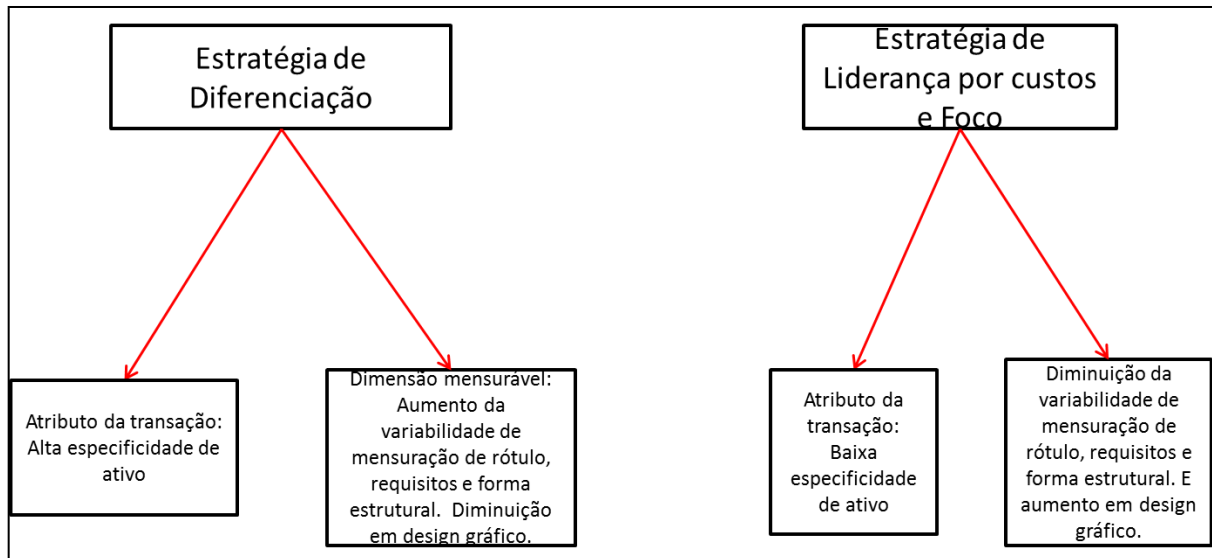 Estratégia de
Diferenciação
Estratégia de
Liderança por custos
e Foco
Atributo da transação:
Alta especificidade de
ativo
Dimensão mensurável:
Aumento da
variabilidade de
mensuração de rótulo,
requisitos e forma
estrutural. Diminuição
em design gráfico.
Atributo da
transação:
Baixa
especificidade
de ativo
Diminuição da
variabilidade de
mensuração de
rótulo, requisitos e
forma estrutural. E
aumento em design
gráfico.